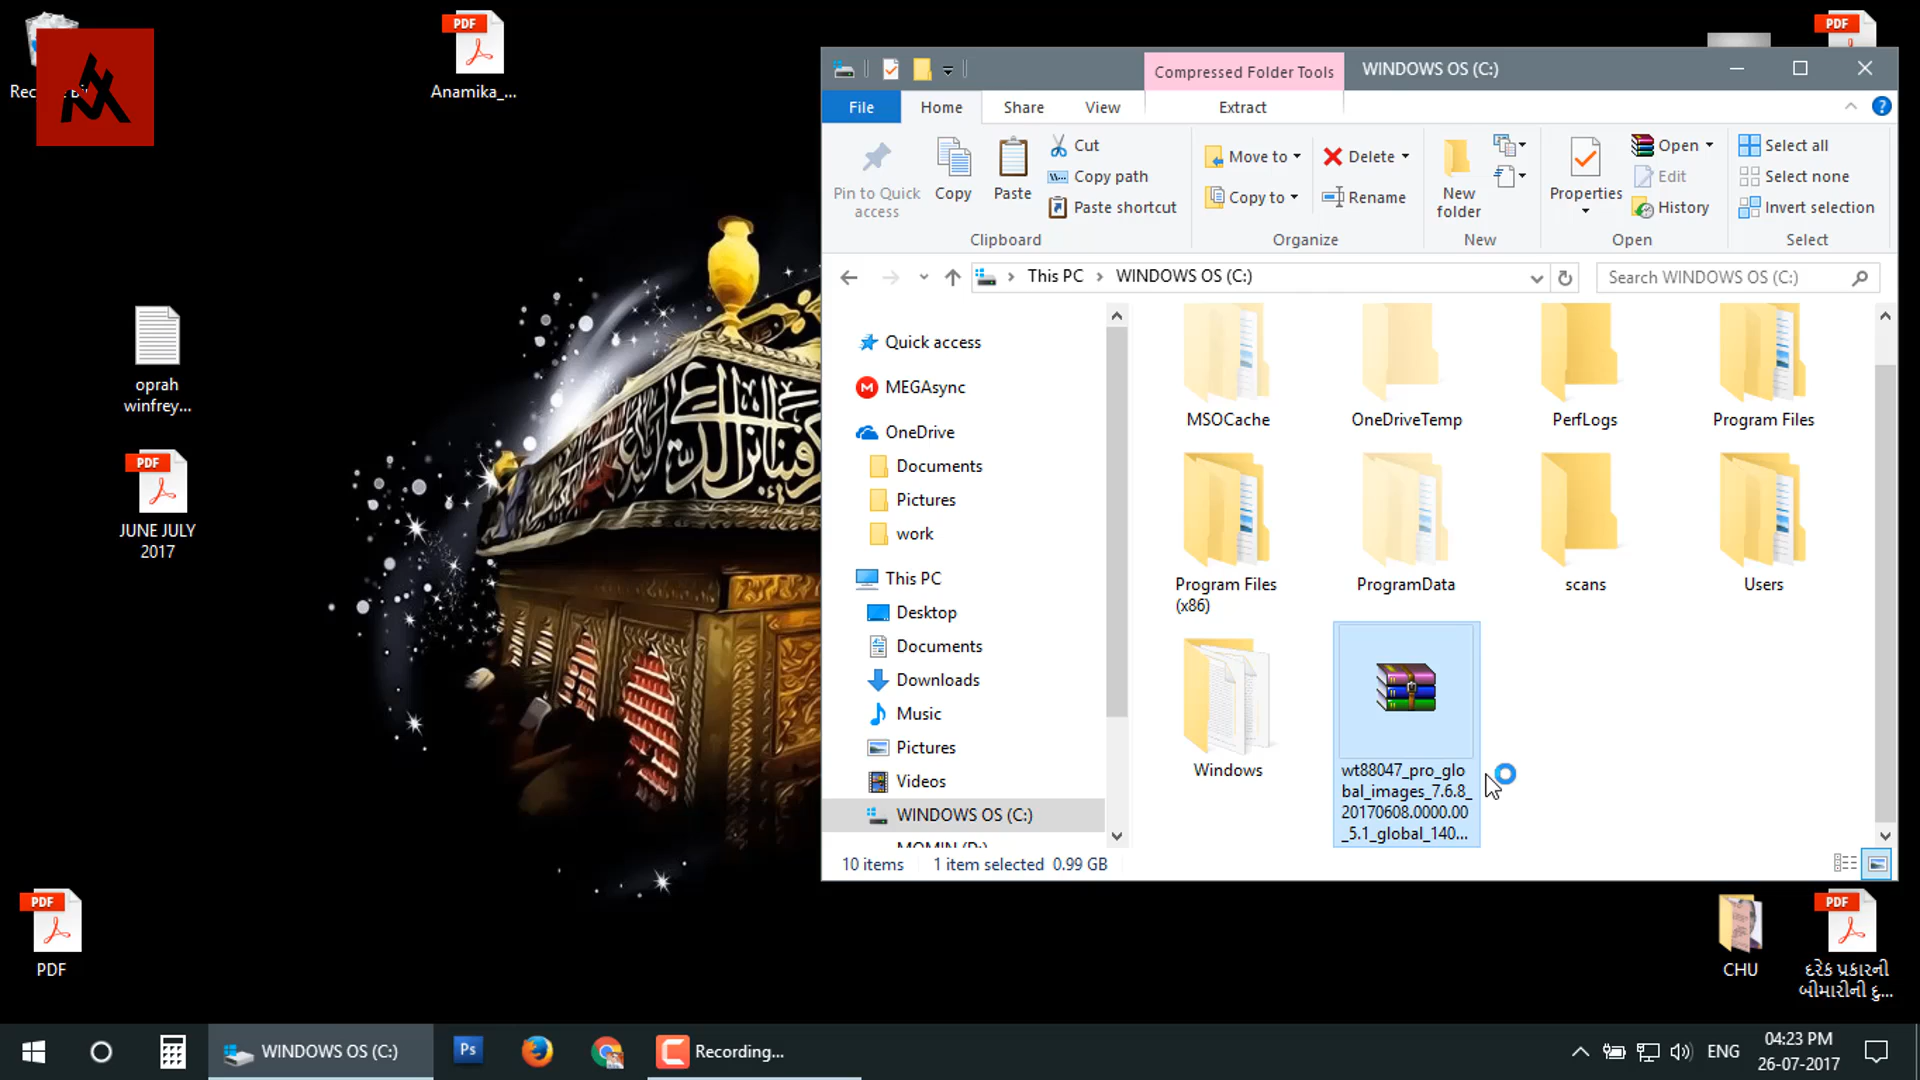 PDF
Anamika_...
PDF
oprah
winfrey...
PDF
JUNE JULY
2017
PDF
PDF
Compressed Folder Tools
WINDOWS OS (C:)
File
Home
Share
View
Extract
Pin to Quick
access
Copy
Paste
Cut
Copy path
Paste shortcut
Move to
Copy to
Delete
Rename
New
folder
Properties
Open
Edit
History
Select all
Select none
Invert selection
Clipboard
Organize
New
Open
Select
This PC
WINDOWS OS (C:)
Search WINDOWS OS (C:)
Quick access
MEGAsync
OneDrive
Documents
Pictures
work
This PC
Desktop
Documents
Downloads
Music
Pictures
Videos
WINDOWS OS (C:)
MSOCache
OneDriveTemp
PerfLogs
Program Files
Program Files
(x86)
ProgramData
scans
Users
Windows
wt88047_pro_glo
bal_images_7.6.8_
20170608.0000.00
_5.1_global_140...
10 items
1 item selected 0.99 GB
CHU
PDF
દરેક પ્રકારની
બીમારીની દુ...
WINDOWS OS (C:)
Ps
Recording...
ENG
04:23 PM
26-07-2017